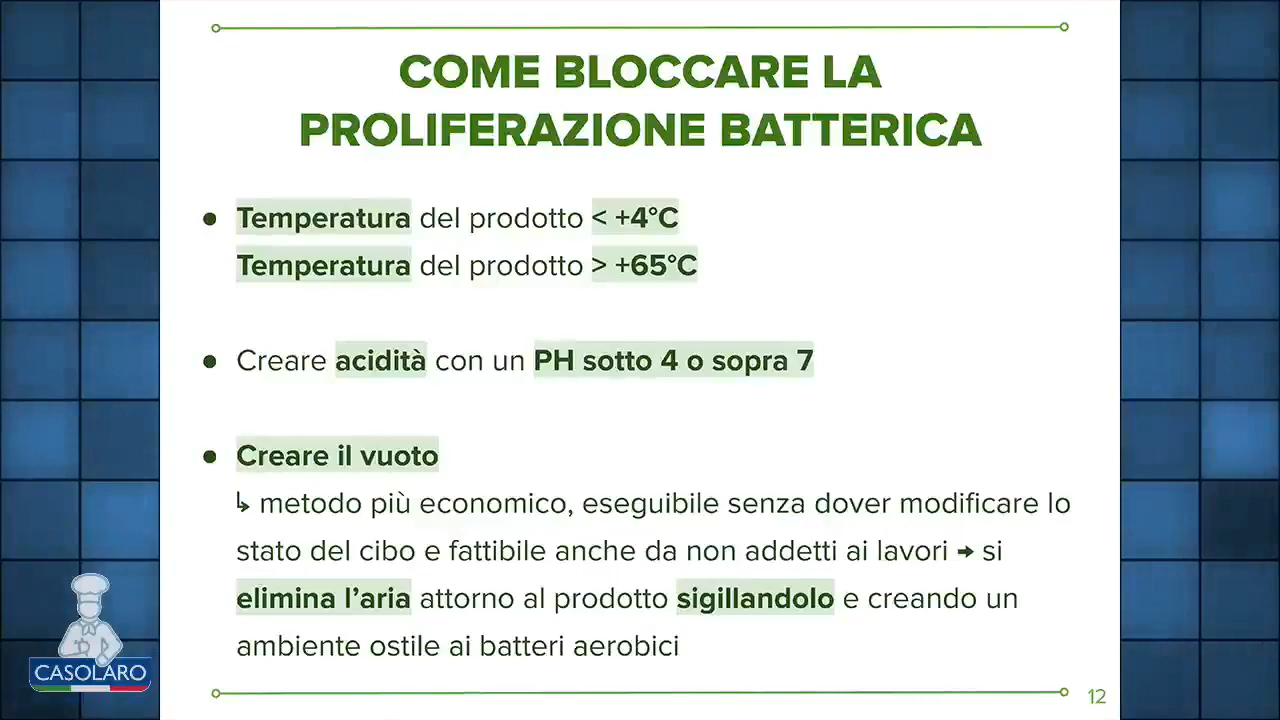 COME BLOCCARE LA
PROLIFERAZIONE BATTERICA
● Temperatura del prodotto < +4°C
Temperatura del prodotto > +65°C
● Creare acidità con un PH sotto 4 o sopra 7
● Creare il vuoto
↳ metodo più economico, eseguibile senza dover modificare lo
stato del cibo e fattibile anche da non addetti ai lavori → si
elimina l’aria attorno al prodotto sigillandolo e creando un
ambiente ostile ai batteri aerobici
CASOLARO
12